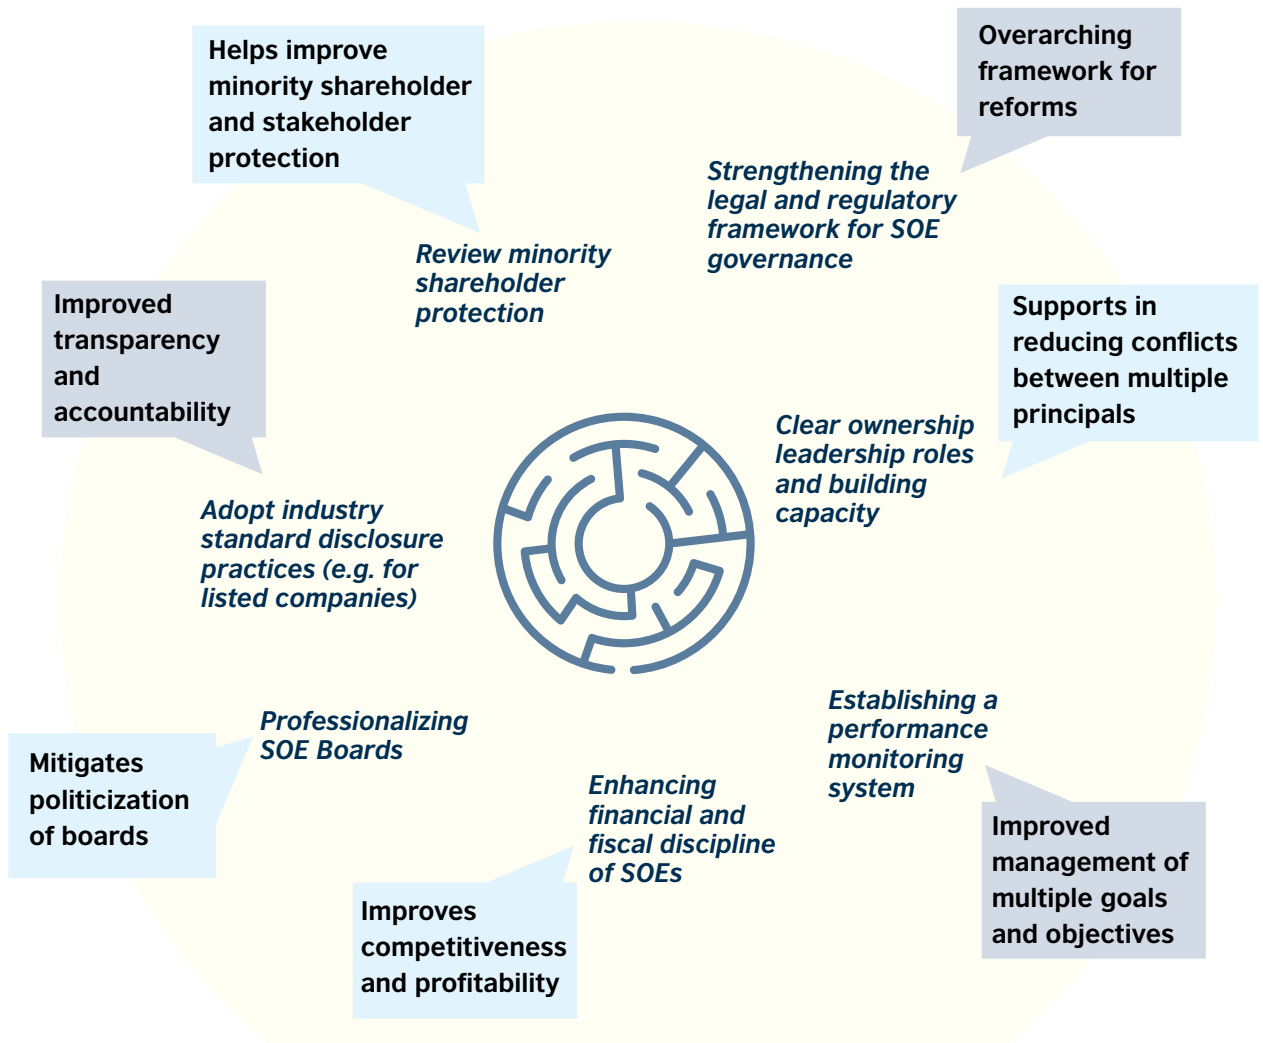 Helps improve
minority shareholder
and stakeholder
protection
Overarching
framework for
reforms
Strengthening the
legal and regulatory
framework for SOE
governance
Review minority
shareholder
protection
Improved
transparency
and
accountability
Supports in
reducing conflicts
between multiple
principals
Clear ownership
leadership roles
and building
capacity
Adopt industry
standard disclosure
practices (e.g. for
listed companies)
Professionalizing
SOE Boards
Establishing a
performance
monitoring
system
Mitigates
politicization
of boards
Enhancing
financial and
fiscal discipline
of SOEs
Improved
management of
multiple goals
and objectives
Improves
competitiveness
and profitability